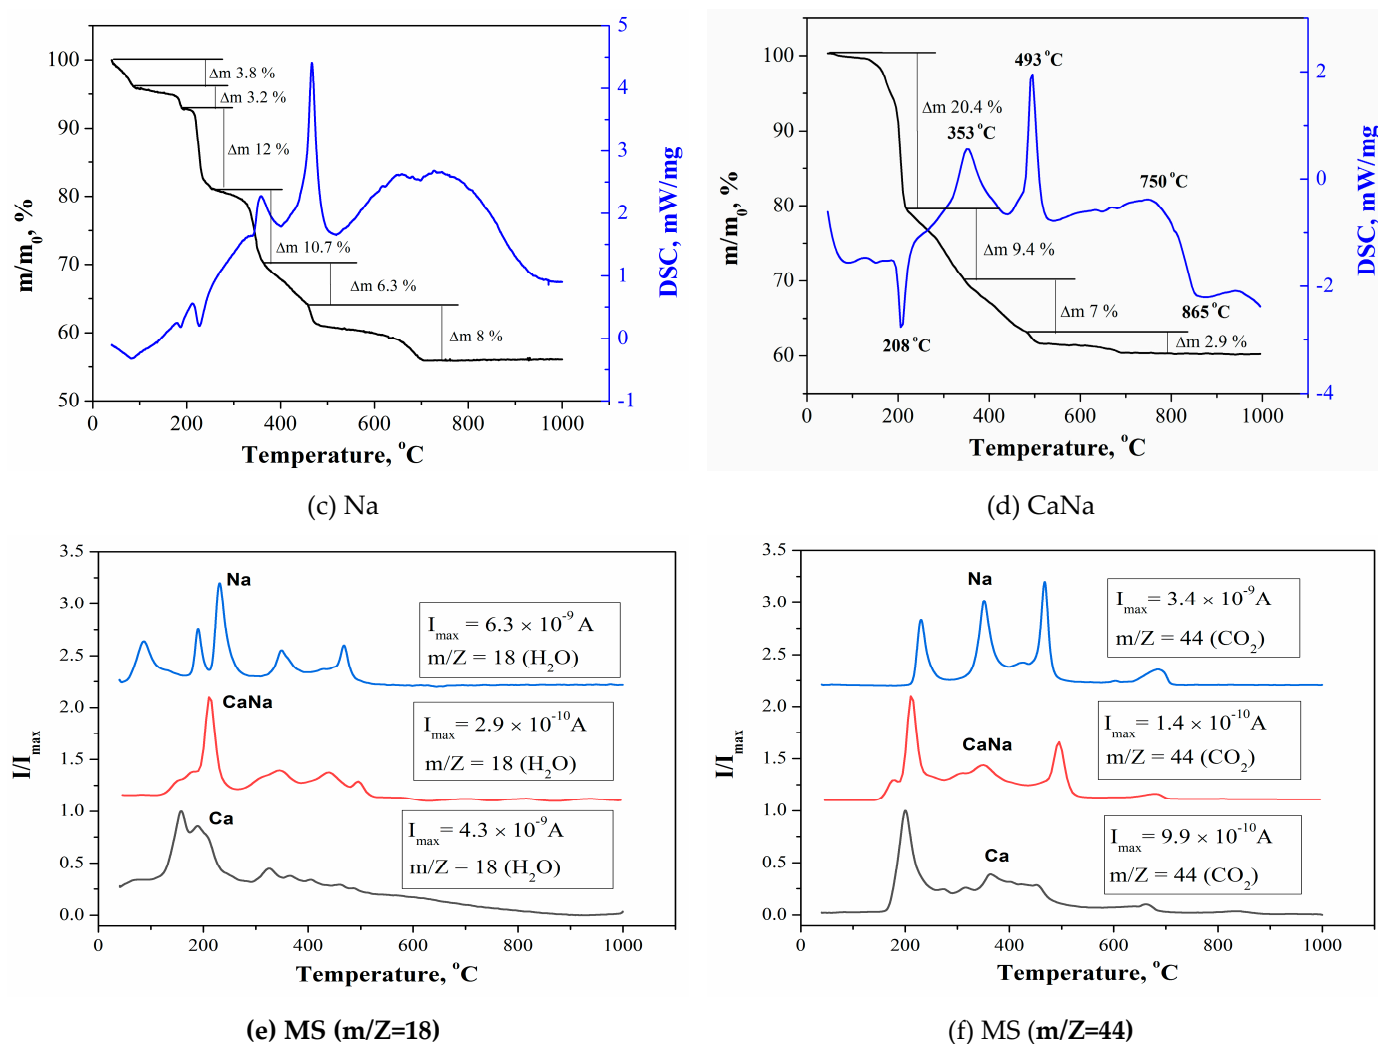 100
90
80
70
60
50
m/m0, %
Δm 3.8 %
Δm 3.2 %
Δm 12 %
Δm 10.7 %
Δm 6.3 %
Δm 8 %
5
4
3
2
1
0
-1
DSC, mW/mg
0 200 400 600 800 1000
Temperature, °C
(c) Na
100
90
80
70
60
m/m0, %
493 °C
Δm 20.4 %
353 °C
750 °C
Δm 9.4 %
Δm 7 %
865 °C
208 °C
Δm 2.9 %
2
0
-2
-4
DSC, mW/mg
0 200 400 600 800 1000
Temperature, °C
(d) CaNa
3.5
3.0
2.5
2.0
1.5
1.0
0.5
0.0
I/Imax
Na
Imax = 6.3 × 10-9 A
m/Z = 18 (H2O)
CaNa
Imax = 2.9 × 10-10A
m/Z = 18 (H2O)
Ca
Imax = 4.3 × 10-9A
m/Z − 18 (H2O)
0 200 400 600 800 1000
Temperature, °C
(e) MS (m/Z=18)
3.5
3.0
2.5
2.0
1.5
1.0
0.5
0.0
I/Imax
Na
Imax= 3.4 × 10-9A
m/Z = 44 (CO2)
CaNa
Imax= 1.4 × 10-10A
m/Z = 44 (CO2)
Ca
Imax= 9.9 × 10-10A
m/Z = 44 (CO2)
0 200 400 600 800 1000
Temperature, °C
(f) MS (m/Z=44)